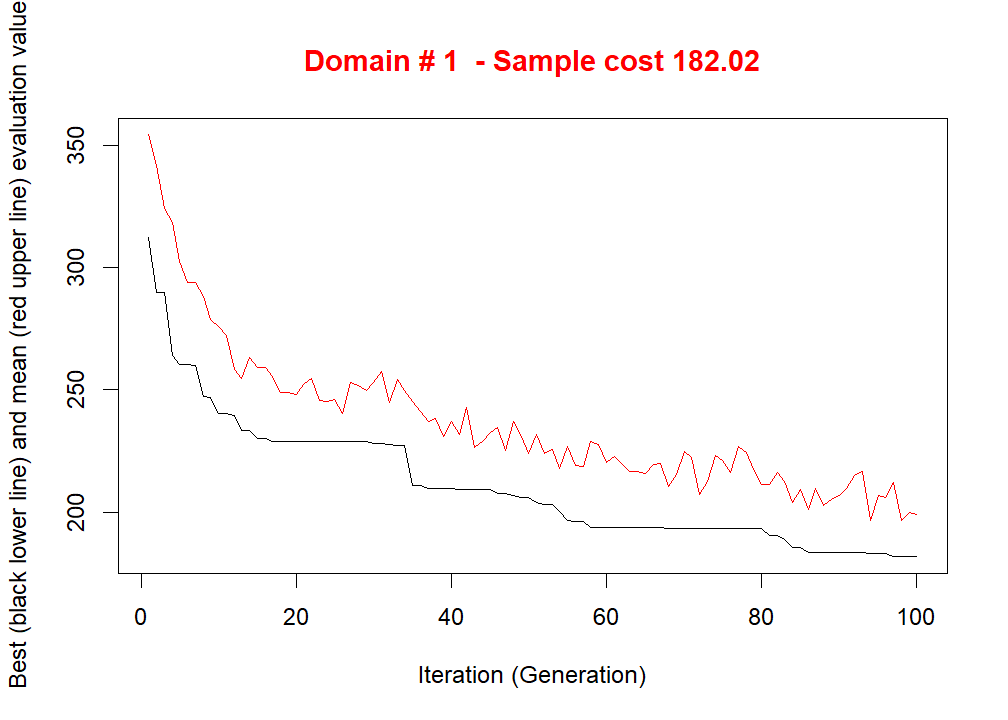 Domain # 1  - Sample cost 182.02
Best (black lower line) and mean (red upper line) evaluation value
350
300
250
200
0 20 40 60 80 100
Iteration (Generation)